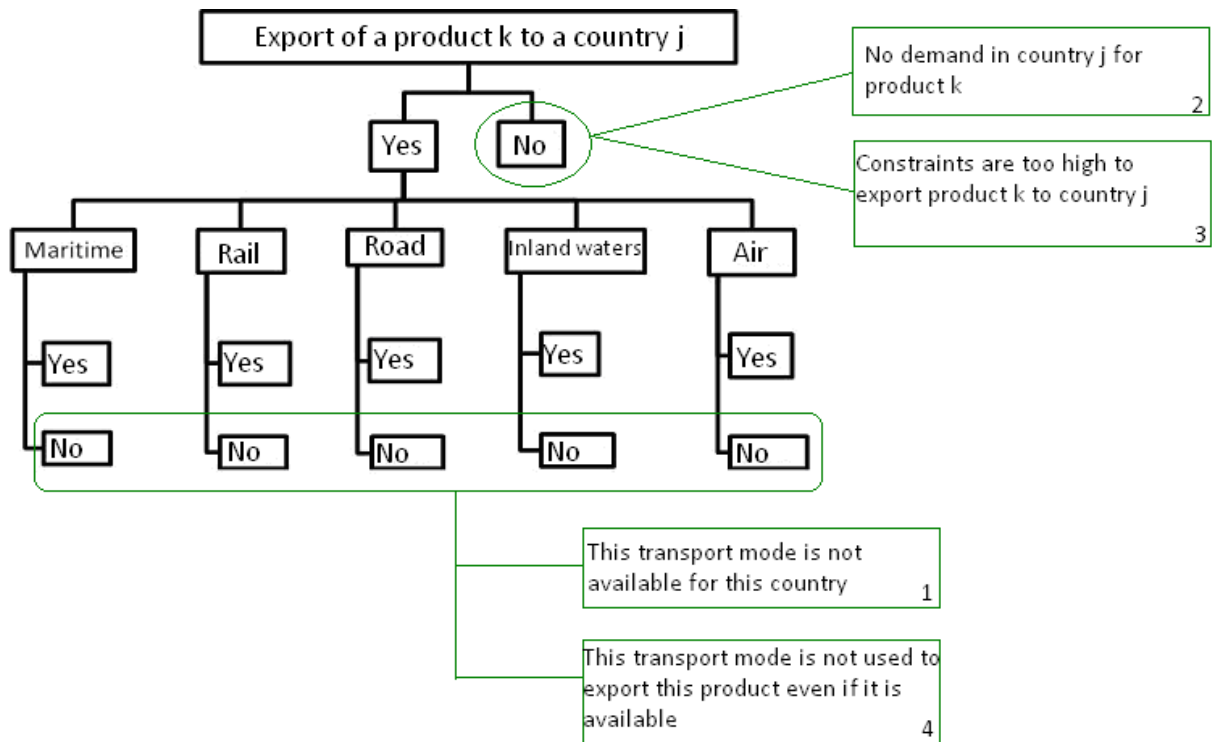 Export of a product k to a country j
No demand in country j for
product k
2
Yes
No
Constraints are too high to
export product k to country j
3
Maritime
Rail
Road
Inland waters
Air
Yes
Yes
Yes
Yes
Yes
No
No
No
No
No
This transport mode is not
available for this country
1
This transport mode is not used to
export this product even if it is
available
4